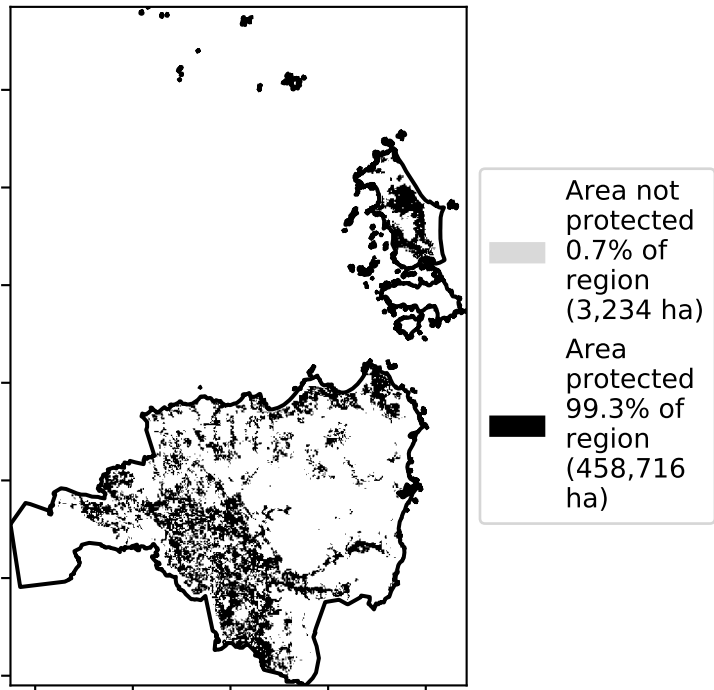 Area not
protected
0.7% of
region
(3,234 ha)
Area
protected
99.3% of
region
(458,716
ha)